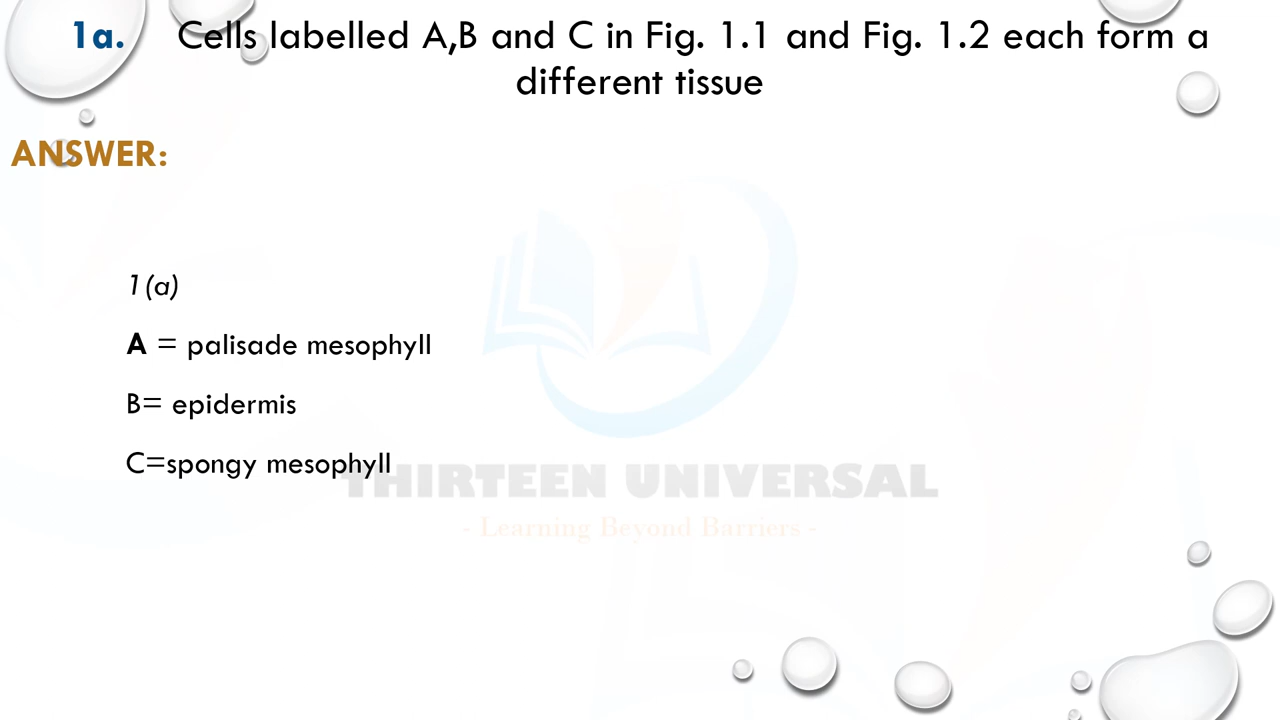 1a. Cells labelled A,B and C in Fig. 1.1 and Fig. 1.2 each form a
different tissue
ANSWER:
1(a)
A = palisade mesophyll
B= epidermis
C=spongy mesophyll
THIRTEEN UNIVERSAL
- Learning Beyond Barriers -